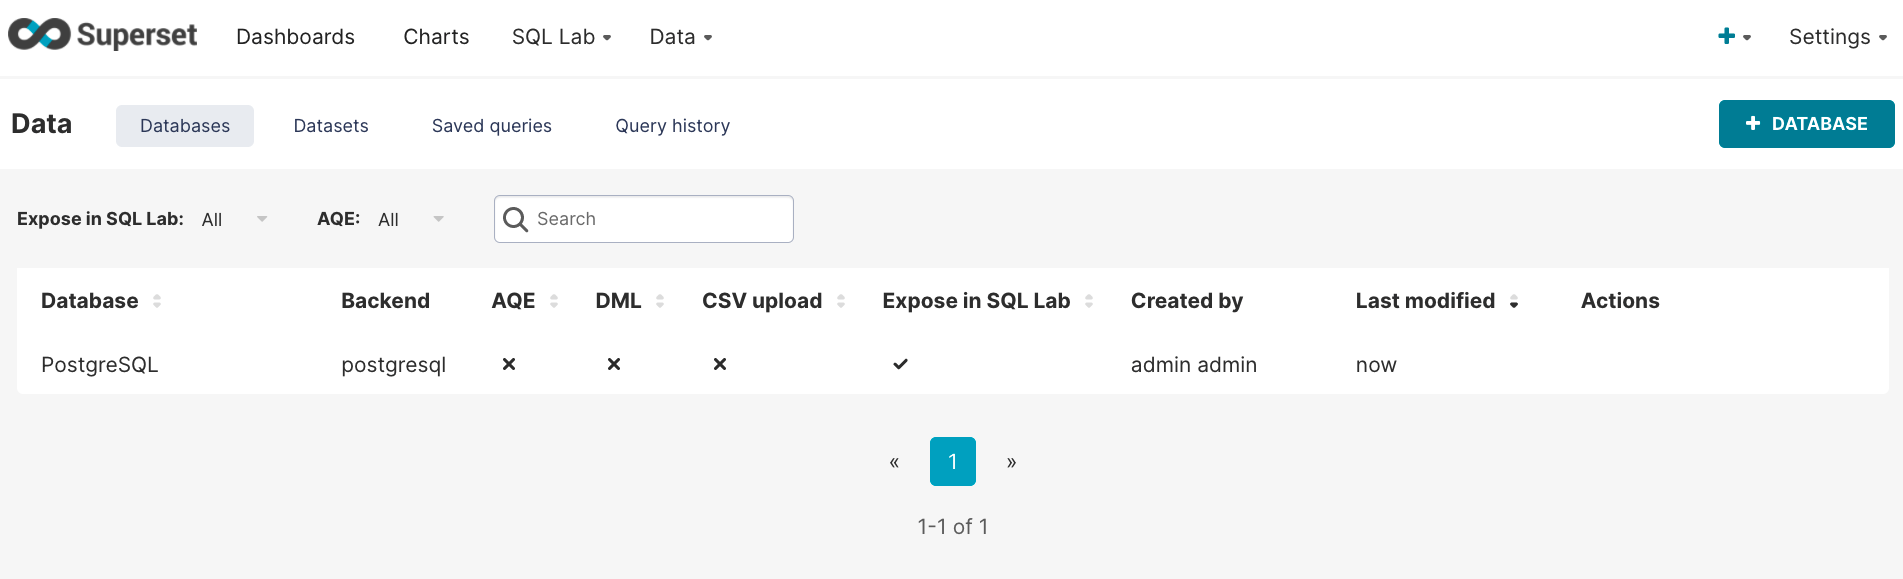 Superset Dashboards Charts SQL Lab Data + Settings
Data Databases Datasets Saved queries Query history + DATABASE
Expose in SQL Lab: All AQE: All Search
Database Backend AQE DML CSV upload Expose in SQL Lab Created by Last modified Actions
PostgreSQL postgresql admin admin now
« 1 »
1-1 of 1